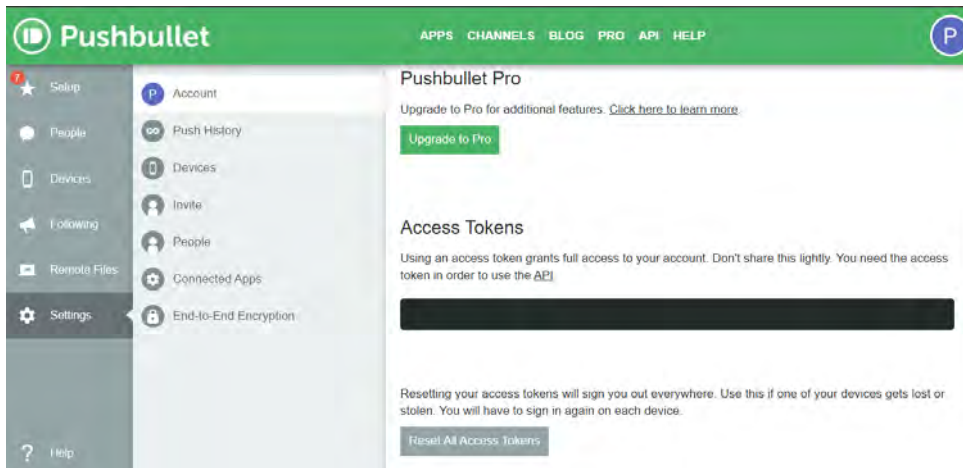 Pushbullet
APPS CHANNELS BLOG PRO API HELP
P
7
Setup
People
Devices
Following
Remote Files
Settings
Help
P Account
Push History
Devices
Invite
People
Connected Apps
End-to-End Encryption
Pushbullet Pro
Upgrade to Pro for additional features. Click here to learn more.
Upgrade to Pro
Access Tokens
Using an access token grants full access to your account. Don't share this lightly. You need the access
token in order to use the API.
Resetting your access tokens will sign you out everywhere. Use this if one of your devices gets lost or
stolen. You will have to sign in again on each device.
Reset All Access Tokens